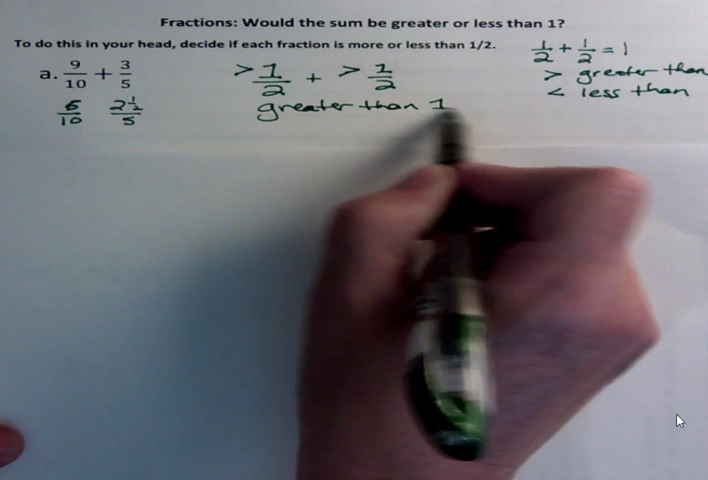 Fractions: Would the sum be greater or less than 1?
To do this in your head, decide if each fraction is more or less than 1/2.
1/2 + 1/2 = 1
> greater than
< less than
a. 9/10 + 3/5
> 1/2 + > 1/2
5/10 2 1/2/5
greater than 1